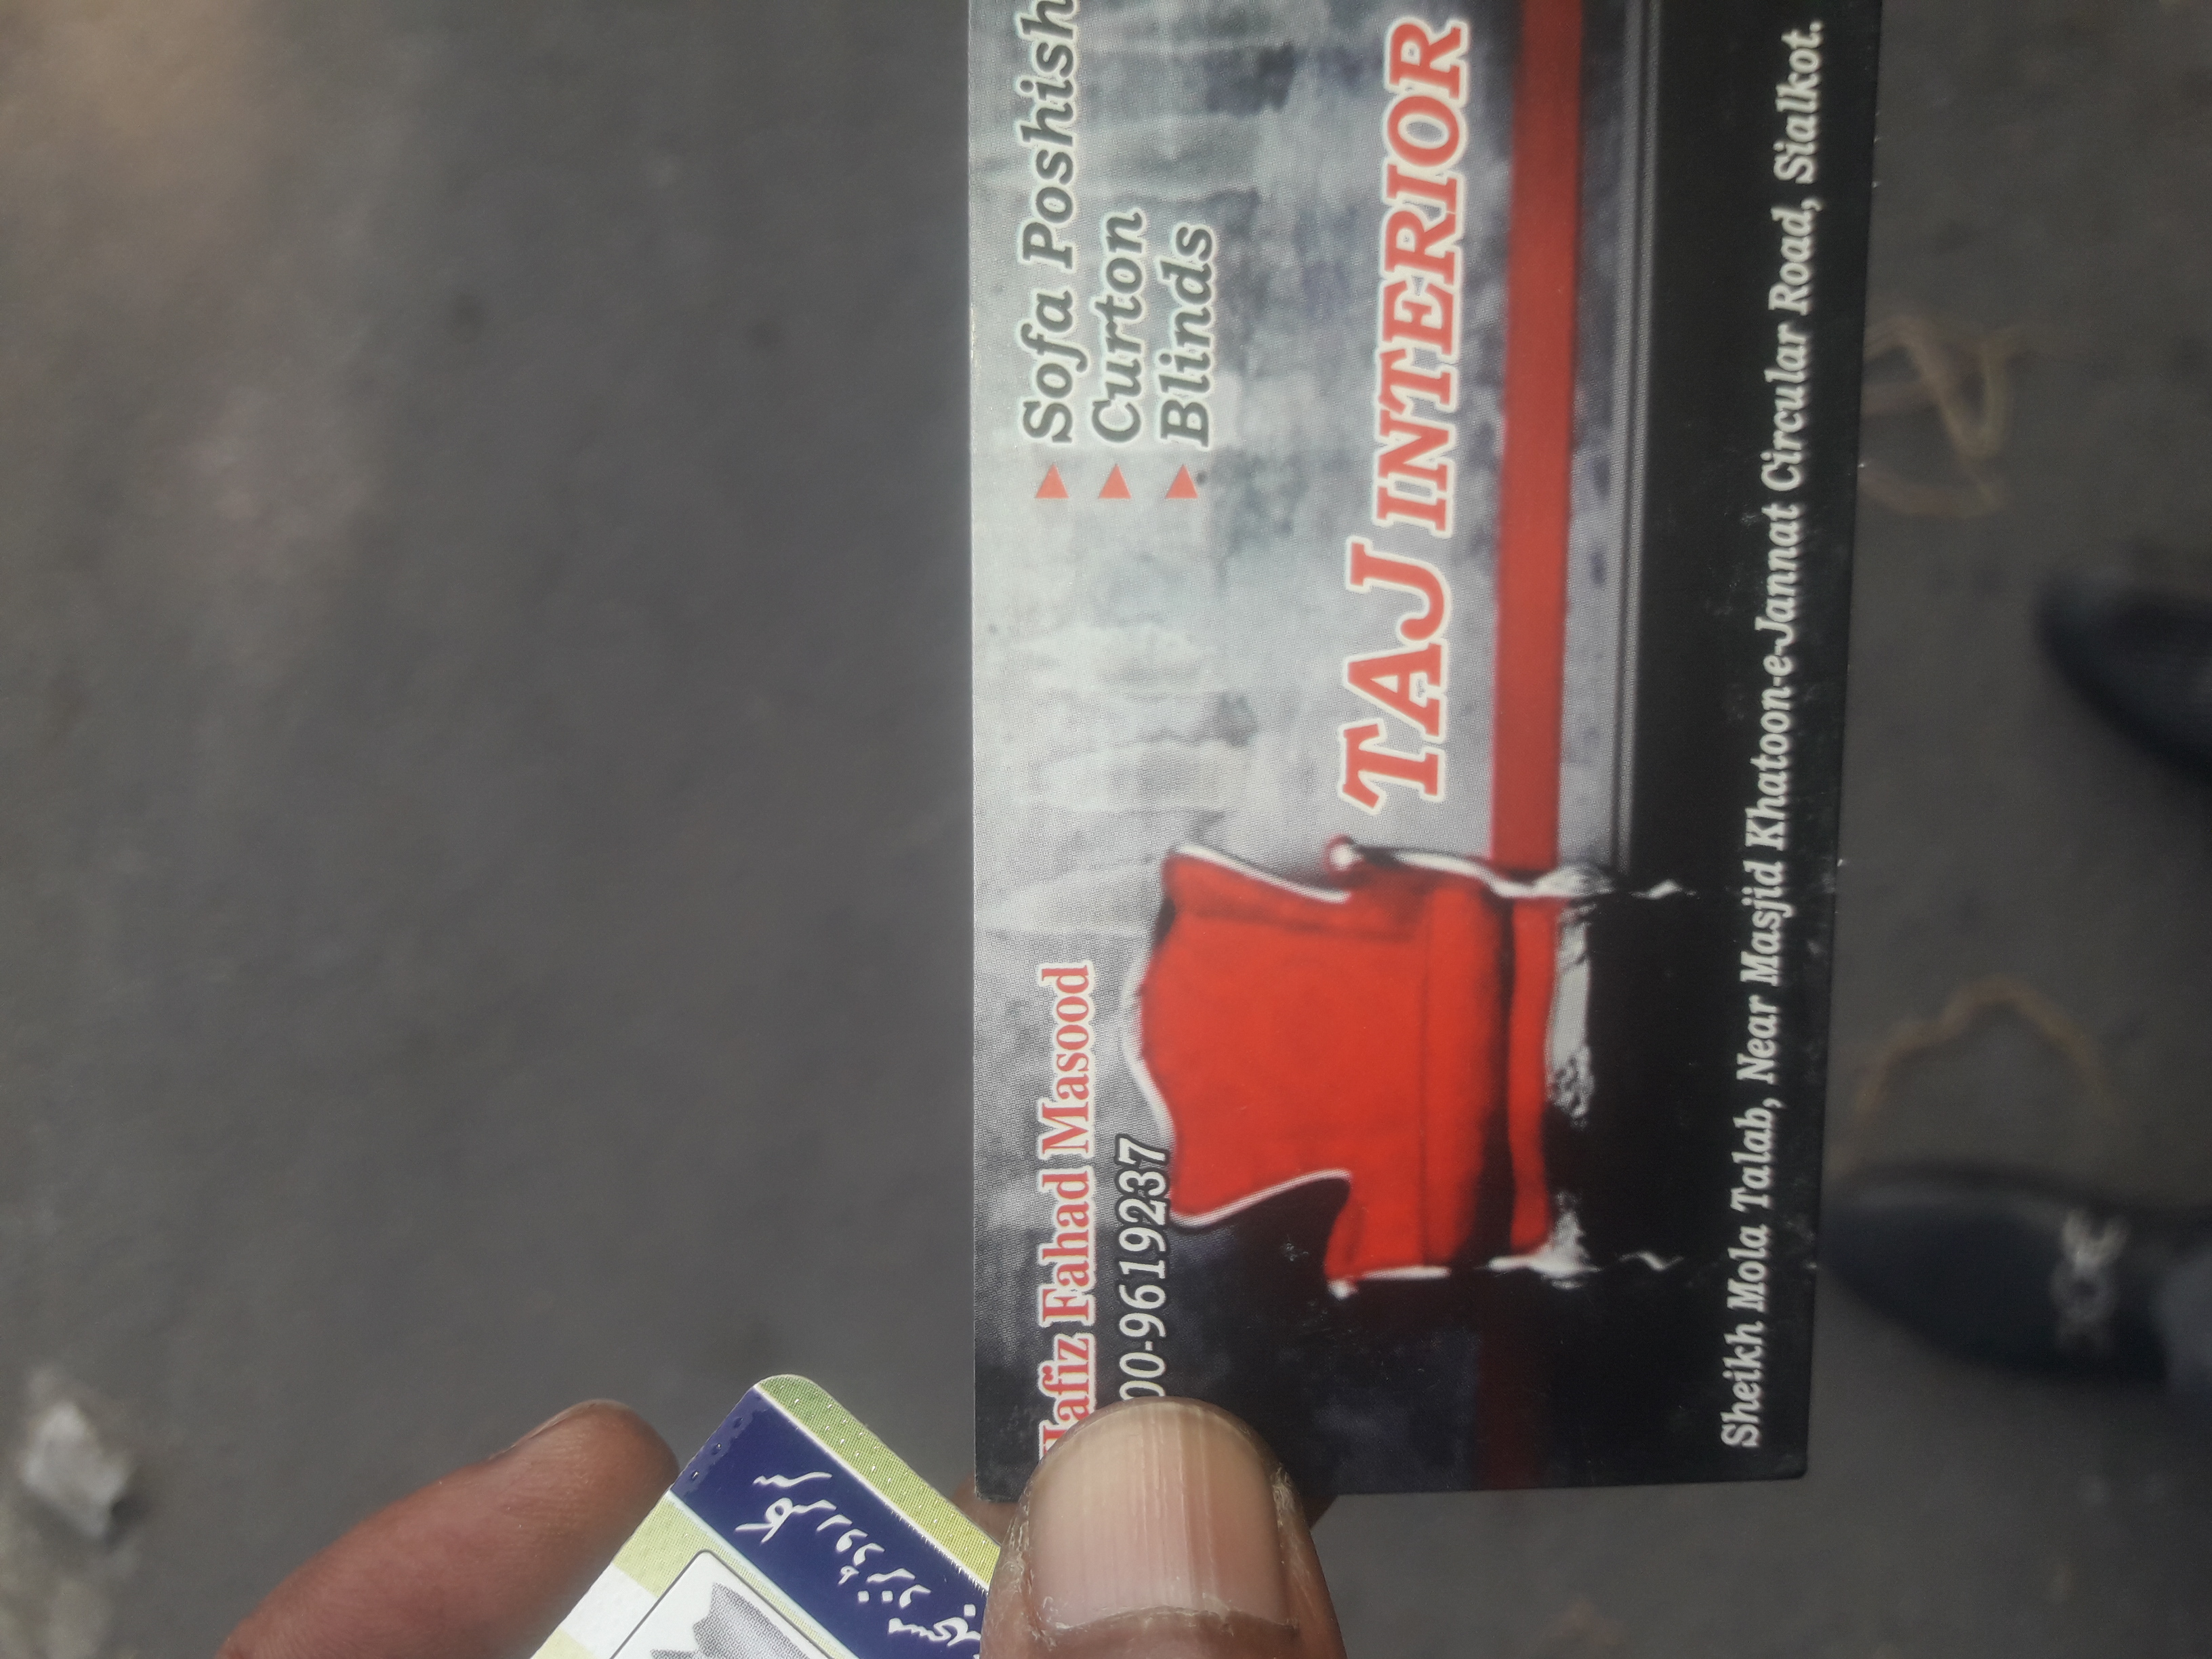 Hafiz Fahad Masood
00-9619237
Sofa Poshish
Curton
Blinds
TAJ INTERIOR
Sheikh Mola Talab, Near Masjid Khatoon-e-Jannat Circular Road, Sialkot.